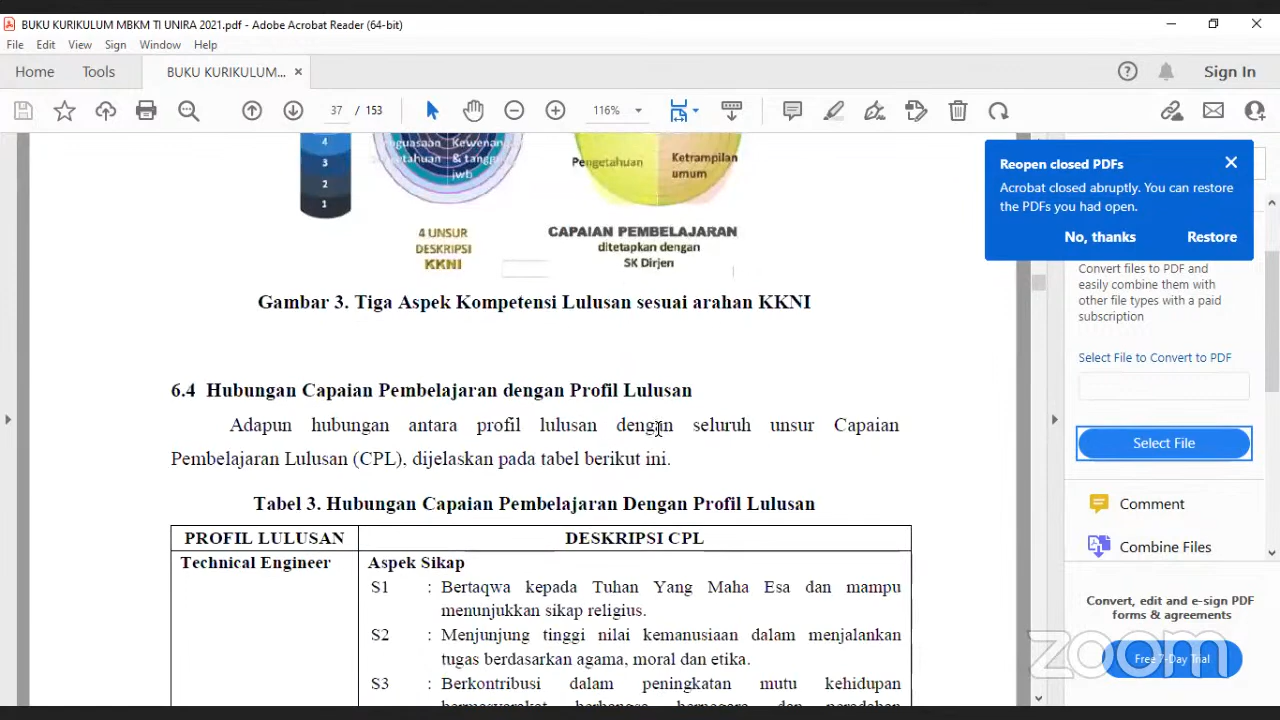 BUKU KURIKULUM MBKM TI UNIRA 2021.pdf - Adobe Acrobat Reader (64-bit)
File Edit View Sign Window Help
Home Tools BUKU KURIKULUM... × Sign In
37 / 153 116%
4
3
2
1
guasaan Kewenan
& tangg
jwb
Pengetahuan
Ketrampilan
umum
4 UNSUR
DESKRIPSI
KKNI
CAPAIAN PEMBELAJARAN
ditetapkan dengan
SK Dirjen
Gambar 3. Tiga Aspek Kompetensi Lulusan sesuai arahan KKNI
6.4 Hubungan Capaian Pembelajaran dengan Profil Lulusan
Adapun hubungan antara profil lulusan dengan seluruh unsur Capaian
Pembelajaran Lulusan (CPL), dijelaskan pada tabel berikut ini.
Tabel 3. Hubungan Capaian Pembelajaran Dengan Profil Lulusan
PROFIL LULUSAN DESKRIPSI CPL
Technical Engineer Aspek Sikap
S1 : Bertaqwa kepada Tuhan Yang Maha Esa dan mampu
menunjukkan sikap religius.
S2 : Menjunjung tinggi nilai kemanusiaan dalam menjalankan
tugas berdasarkan agama, moral dan etika.
S3 : Berkontribusi dalam peningkatan mutu kehidupan
Reopen closed PDFs
Acrobat closed abruptly. You can restore
the PDFs you had open.
No, thanks Restore
Convert files to PDF and
easily combine them with
other file types with a paid
subscription
Select File to Convert to PDF
Select File
Comment
Combine Files
Convert, edit and e-sign PDF
forms & agreements
Free 7-Day Trial
zoom